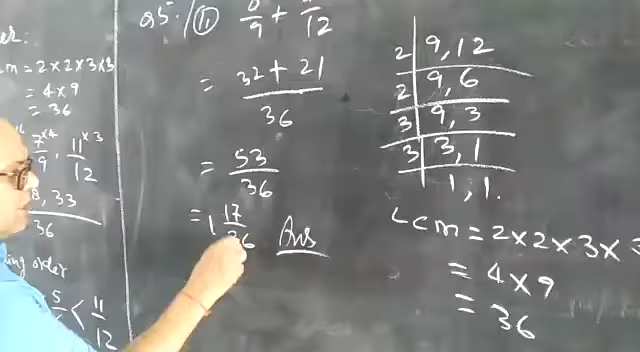 er.
cm = 2×2×3×3
= 4×9
= 36
7×4/9, 11×3/12
8, 33/36
ing order
5 < 11/12
Q5. (ii) 8/9 + 7/12
= 32+21/36
= 53/36
= 1 17/36 Ans
2 | 9, 12
2 | 9, 6
3 | 9, 3
3 | 3, 1
1, 1.
LCM = 2×2×3×3
= 4×9
= 36